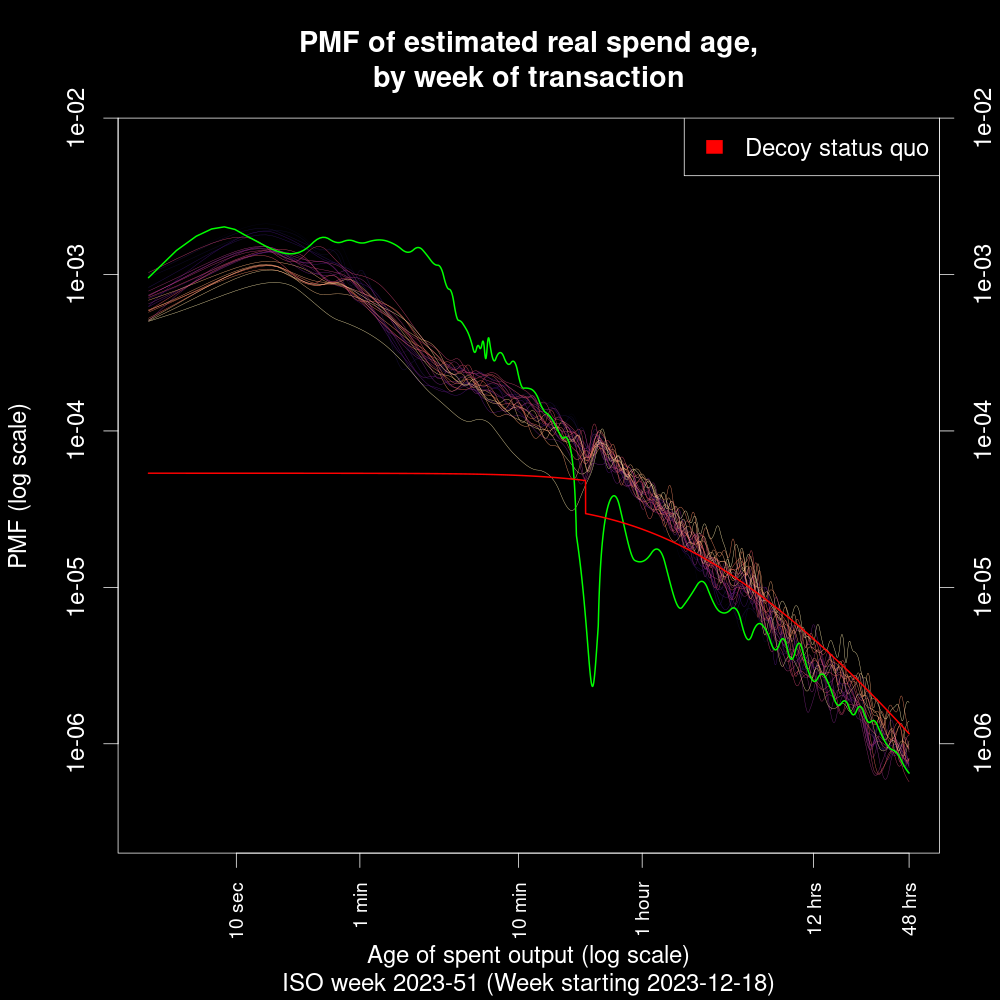 PMF of estimated real spend age,
by week of transaction
Decoy status quo
1e-02
1e-03
1e-04
1e-05
1e-06
1e-02
1e-03
1e-04
1e-05
1e-06
PMF (log scale)
10 sec
1 min
10 min
1 hour
12 hrs
48 hrs
Age of spent output (log scale)
ISO week 2023-51 (Week starting 2023-12-18)